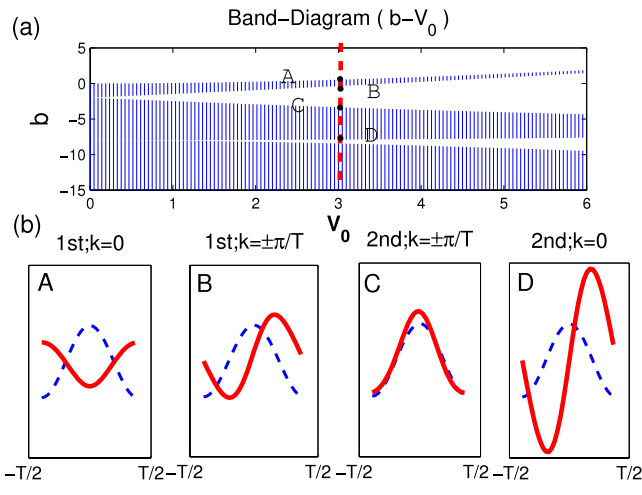 (a)
Band-Diagram ( b-V₀ )
5
0
-5
-10
-15
b
A
B
C
D
0 1 2 3 4 5 6
V₀
(b)
1st;k=0
1st;k=±π/T
2nd;k=±π/T
2nd;k=0
A
B
C
D
-T/2 T/2 -T/2 T/2 -T/2 T/2 -T/2 T/2